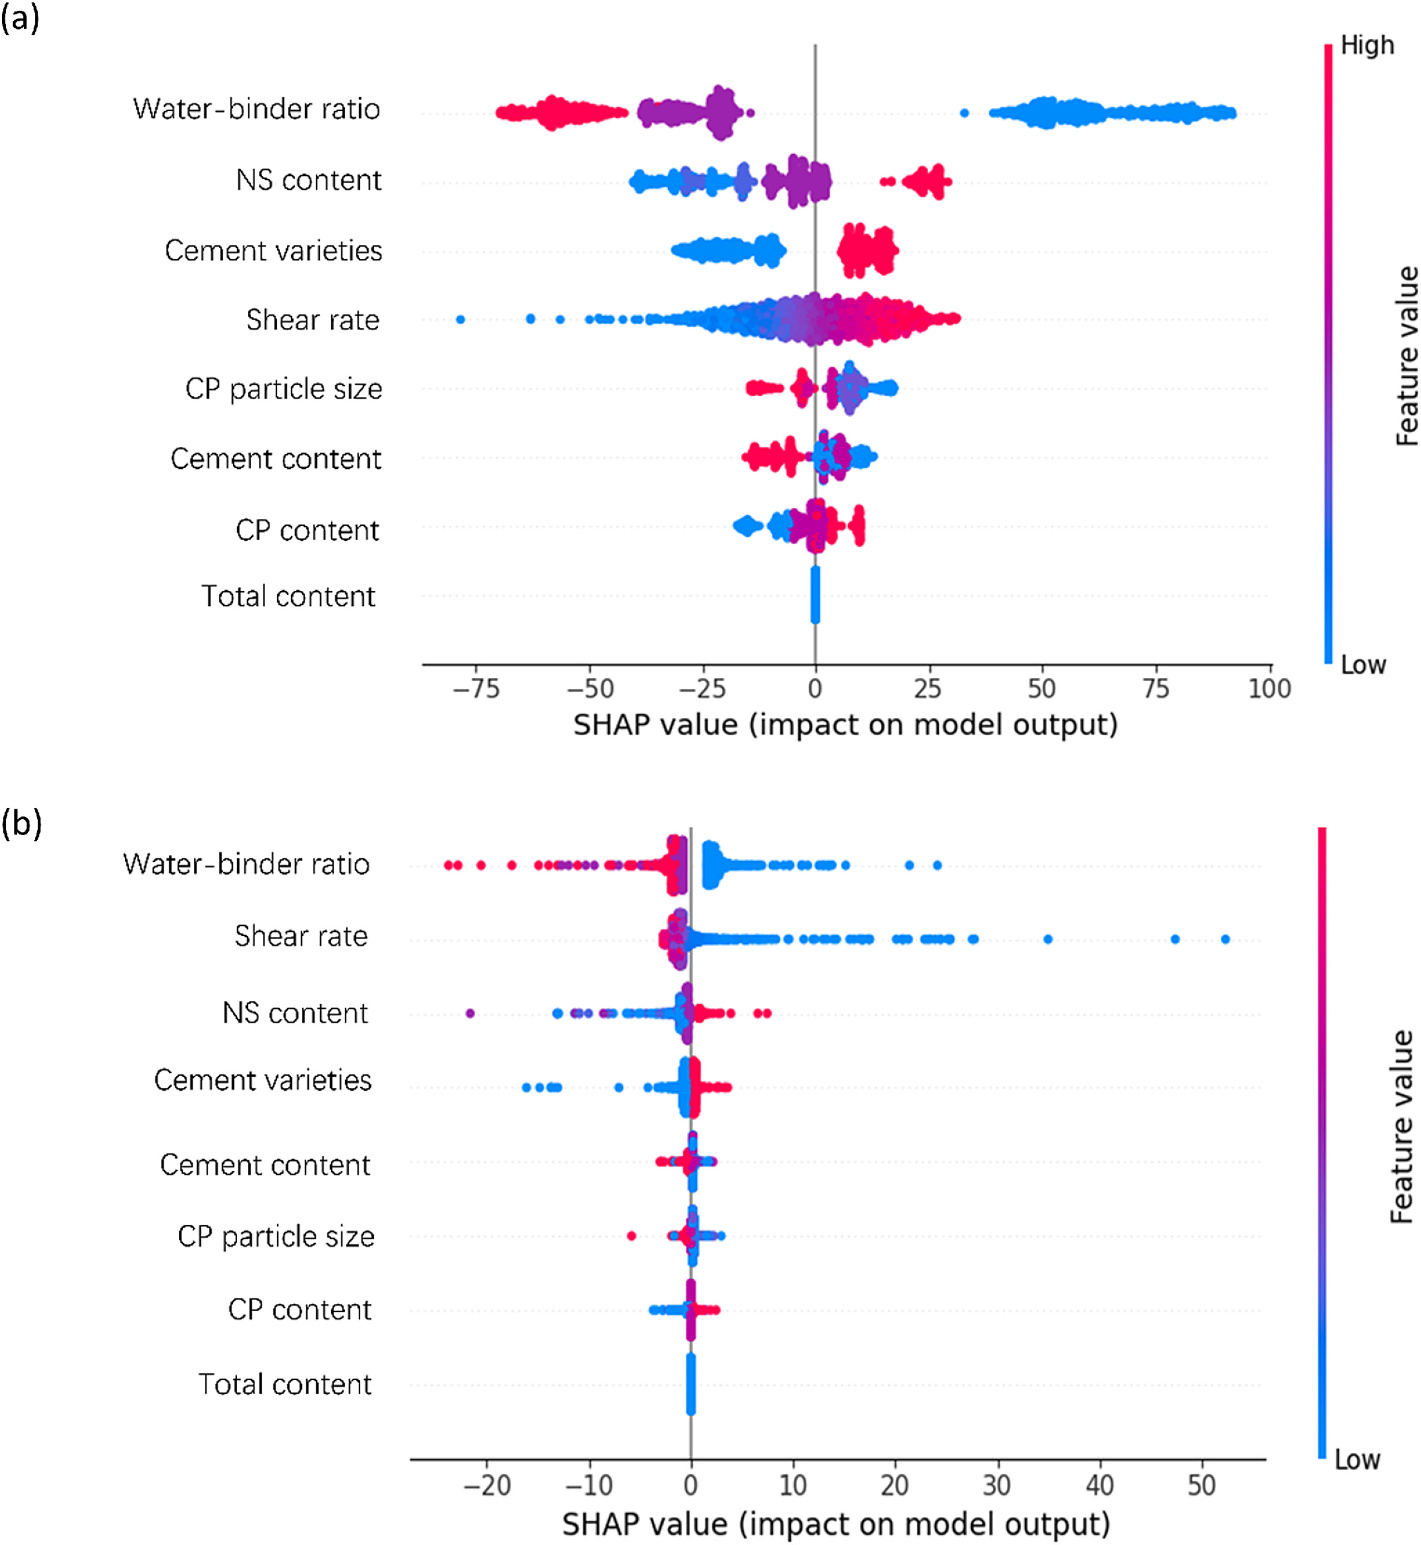 (a)
High
Water-binder ratio
NS content
Cement varieties
Shear rate
CP particle size
Cement content
CP content
Total content
Feature value
Low
−75 −50 −25 0 25 50 75 100
SHAP value (impact on model output)
(b)
Water-binder ratio
Shear rate
NS content
Cement varieties
Cement content
CP particle size
CP content
Total content
Feature value
Low
−20 −10 0 10 20 30 40 50
SHAP value (impact on model output)